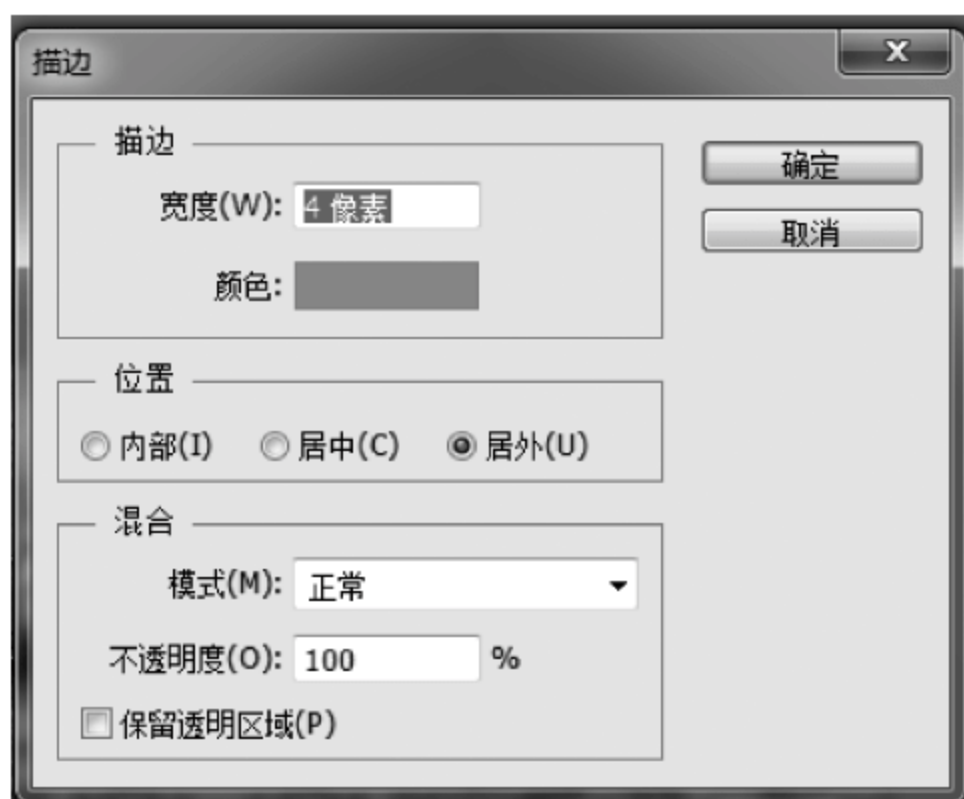 描边
x
描边
确定
宽度(W): 4 像素
取消
颜色:
位置
内部(I) 居中(C) 居外(U)
混合
模式(M): 正常
不透明度(O): 100 %
保留透明区域(P)